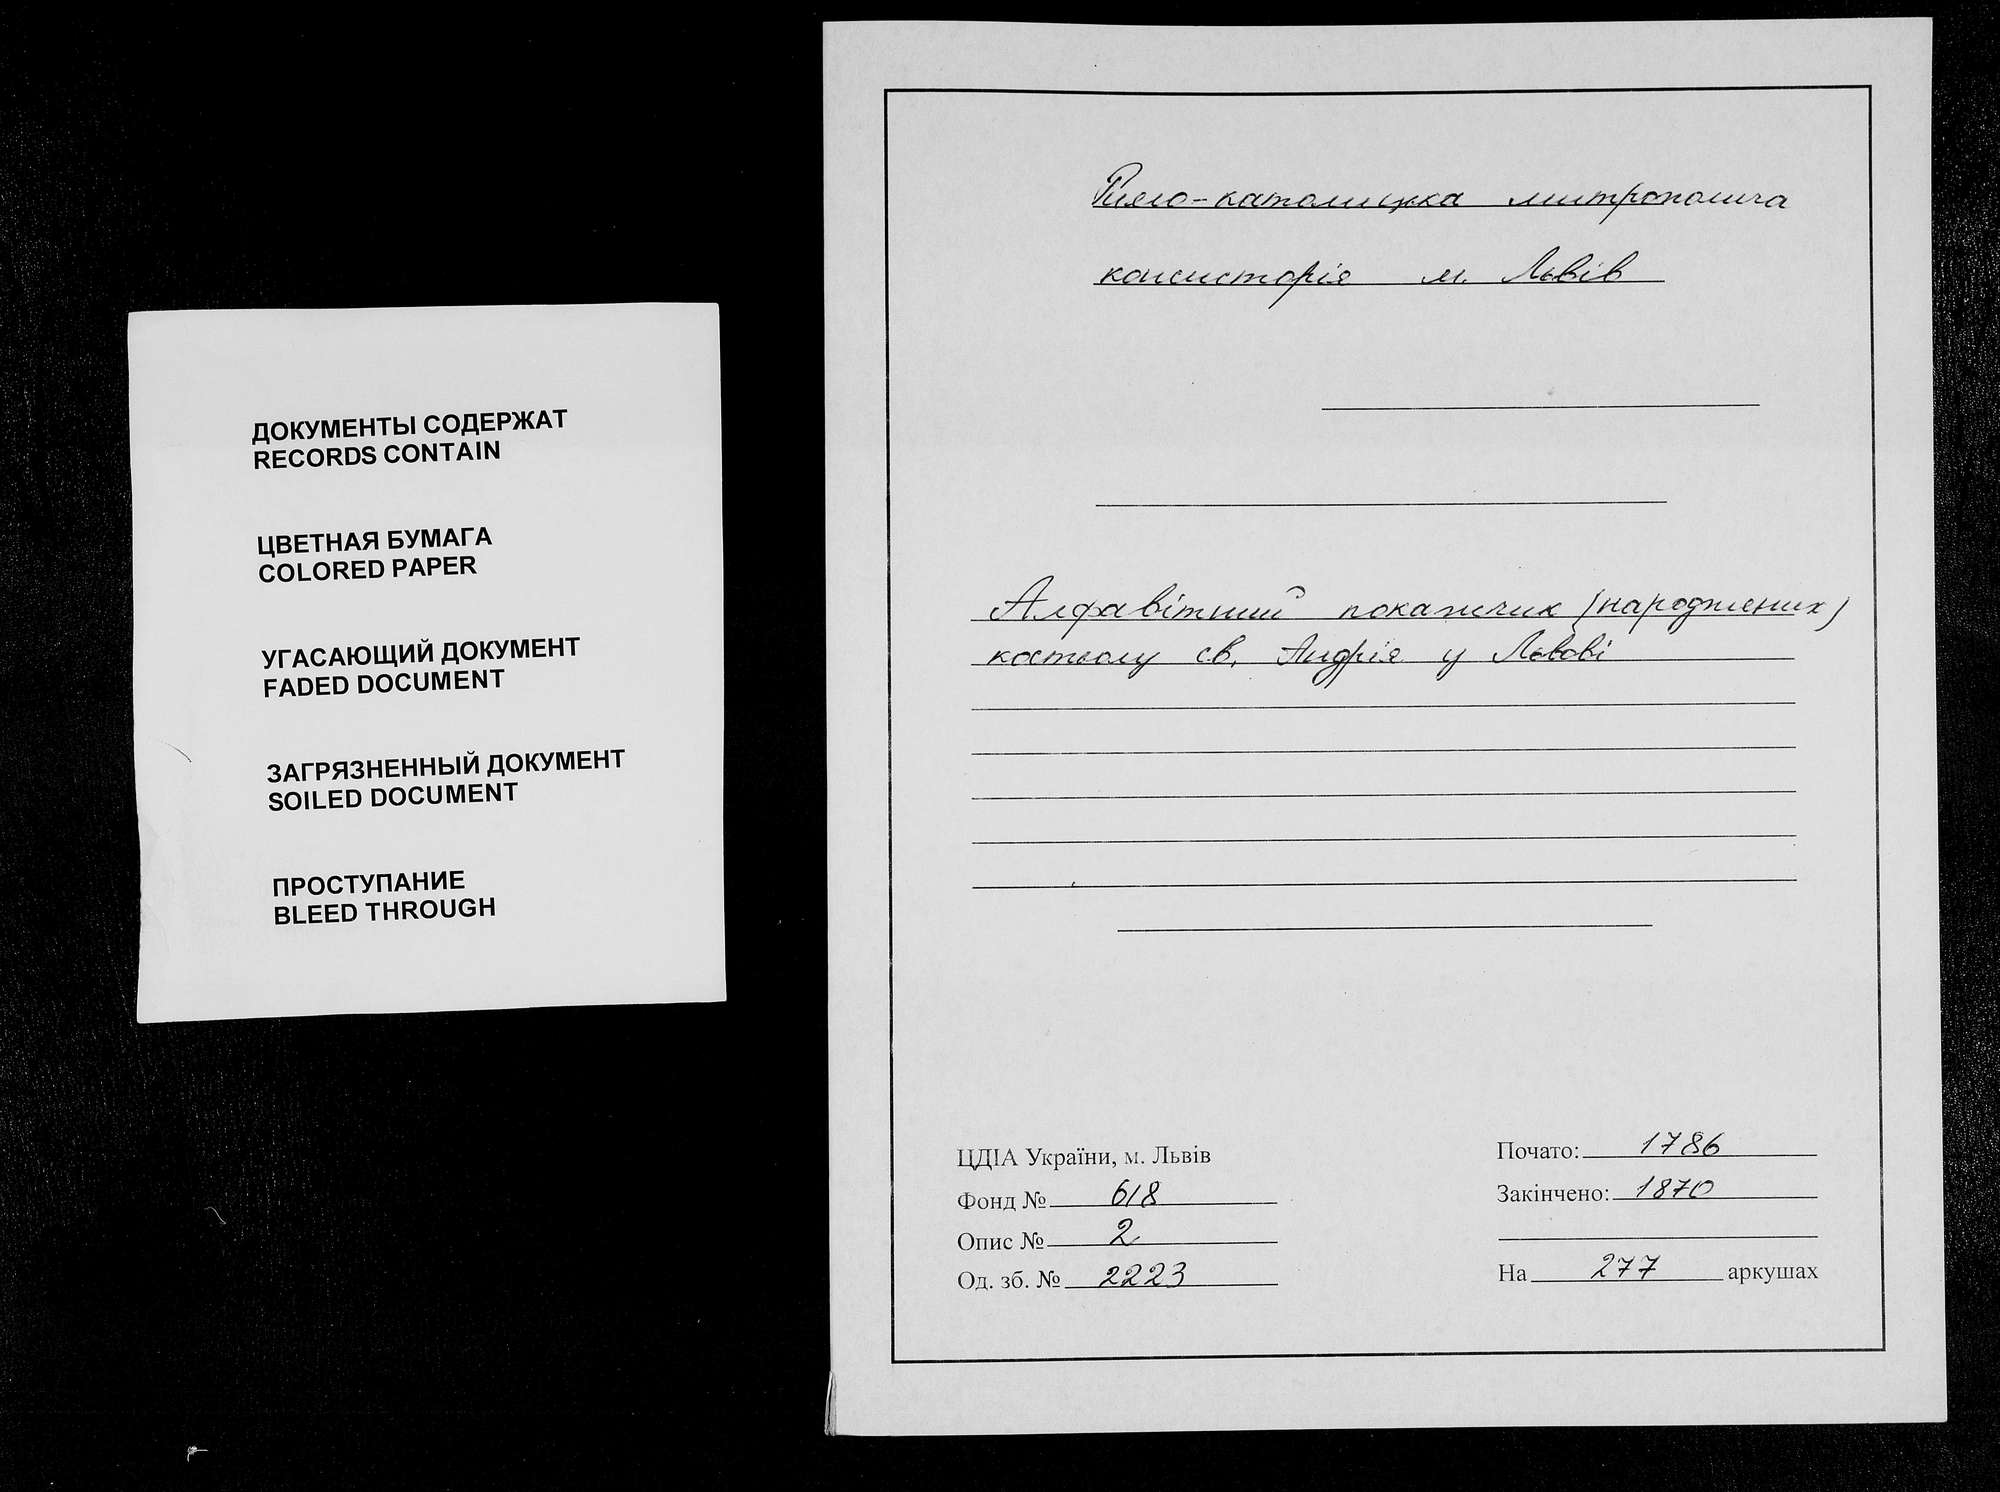 ДОКУМЕНТЫ СОДЕРЖАТ
RECORDS CONTAIN
ЦВЕТНАЯ БУМАГА
COLORED PAPER
УГАСАЮЩИЙ ДОКУМЕНТ
FADED DOCUMENT
ЗАГРЯЗНЕННЫЙ ДОКУМЕНТ
SOILED DOCUMENT
ПРОСТУПАНИЕ
BLEED THROUGH
Римо-католицка митрополича
консисторія м. Львів
Алфавітний покажчик (народжених)
костьолу св. Андрія у Львові
ЦДІА України, м. Львів
Фонд № 618
Опис № 2
Од. зб. № 2223
Почато: 1786
Закінчено: 1870
На 277 аркушах